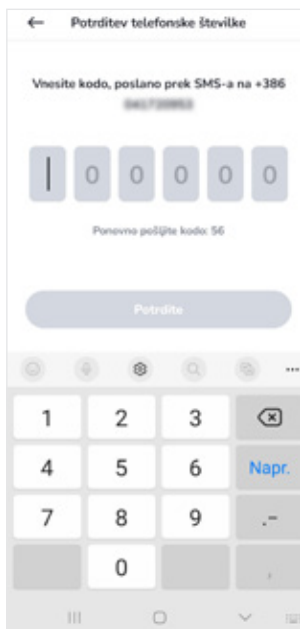 Potrditev telefonske številke
Vnesite kodo, poslano prek SMS-a na +386
0 0 0 0 0
Ponovno pošljite kodo: 56
Potrdite
1 2 3
4 5 6 Napr.
7 8 9 .-
0 ,